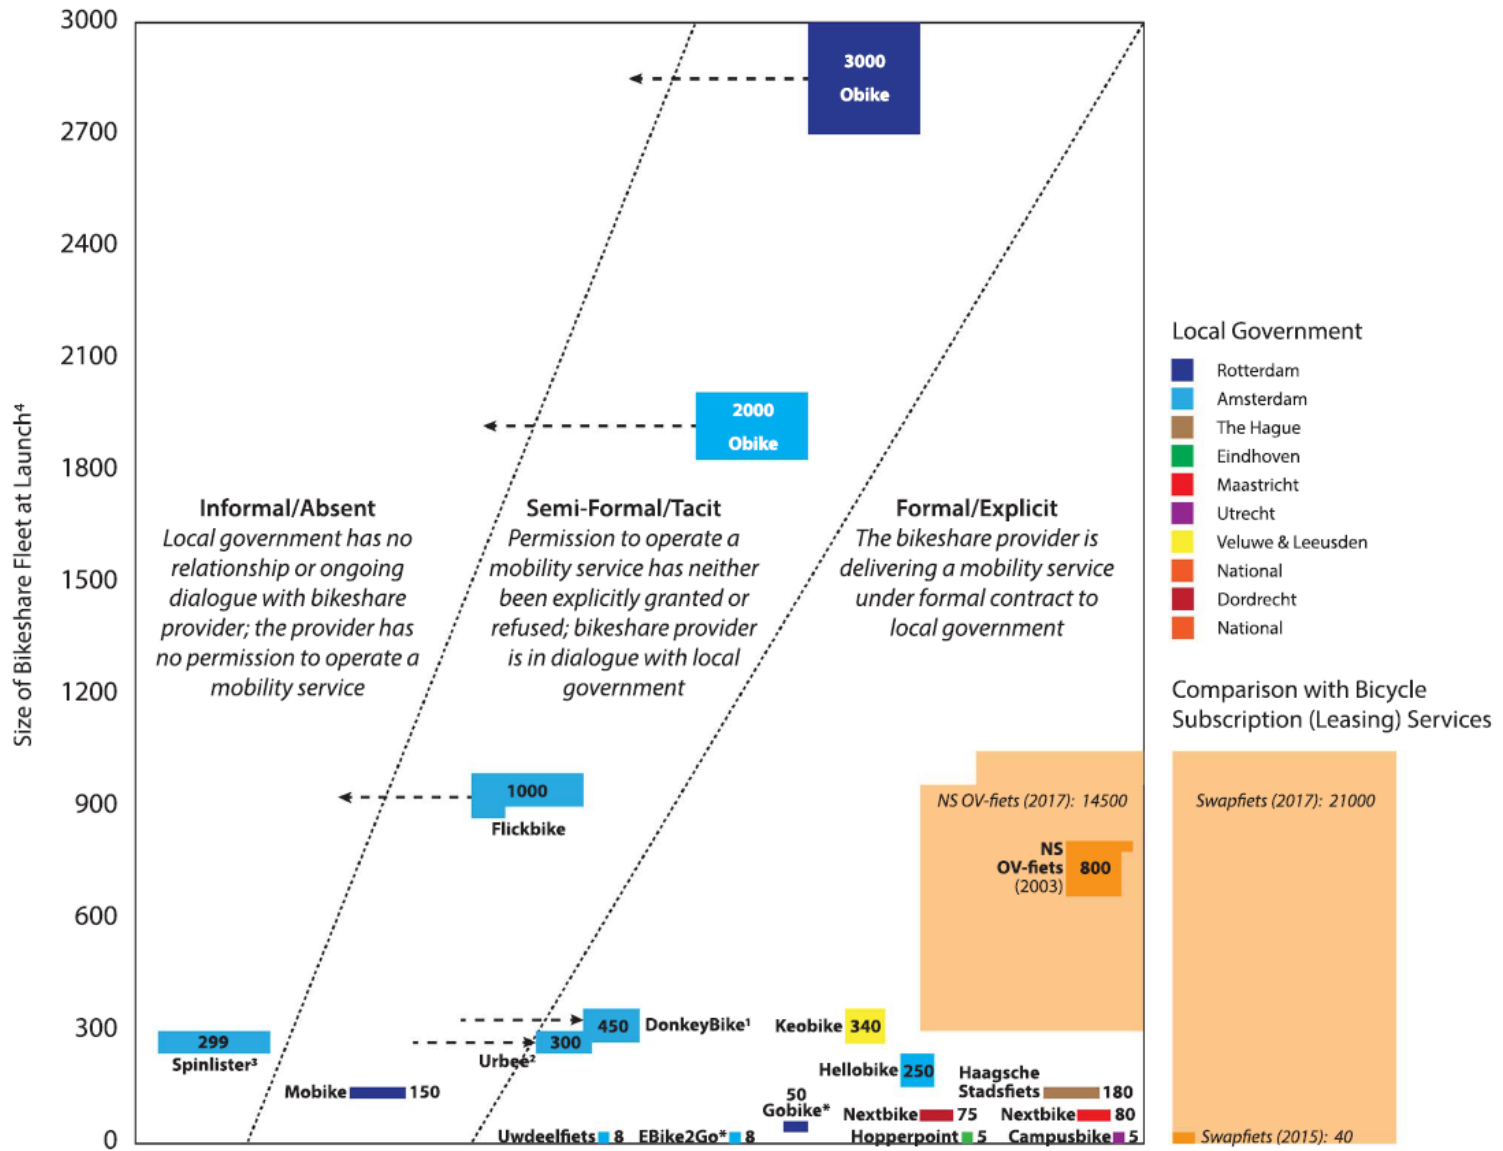 3000
2700
2400
2100
1800
1500
1200
900
600
300
0
Size of Bikeshare Fleet at Launch⁴
3000
Obike
2000
Obike
Informal/Absent
Local government has no
relationship or ongoing
dialogue with bikeshare
provider; the provider has
no permission to operate a
mobility service
Semi-Formal/Tacit
Permission to operate a
mobility service has neither
been explicitly granted or
refused; bikeshare provider
is in dialogue with local
government
Formal/Explicit
The bikeshare provider is
delivering a mobility service
under formal contract to
local government
1000
Flickbike
NS OV-fiets (2017): 14500
NS
OV-fiets
(2003)
800
299
Spinlister³
450
DonkeyBike¹
300
Urbee²
Keobike
340
Hellobike
250
Mobike
150
Haagsche
Stadsfiets
180
50
Gobike*
Nextbike
75
Nextbike
80
Uwdeelfiets
8
EBike2Go*
8
Hopperpoint
5
Campusbike
5
Local Government
Rotterdam
Amsterdam
The Hague
Eindhoven
Maastricht
Utrecht
Veluwe & Leeusden
National
Dordrecht
National
Comparison with Bicycle
Subscription (Leasing) Services
Swapfiets (2017): 21000
Swapfiets (2015): 40